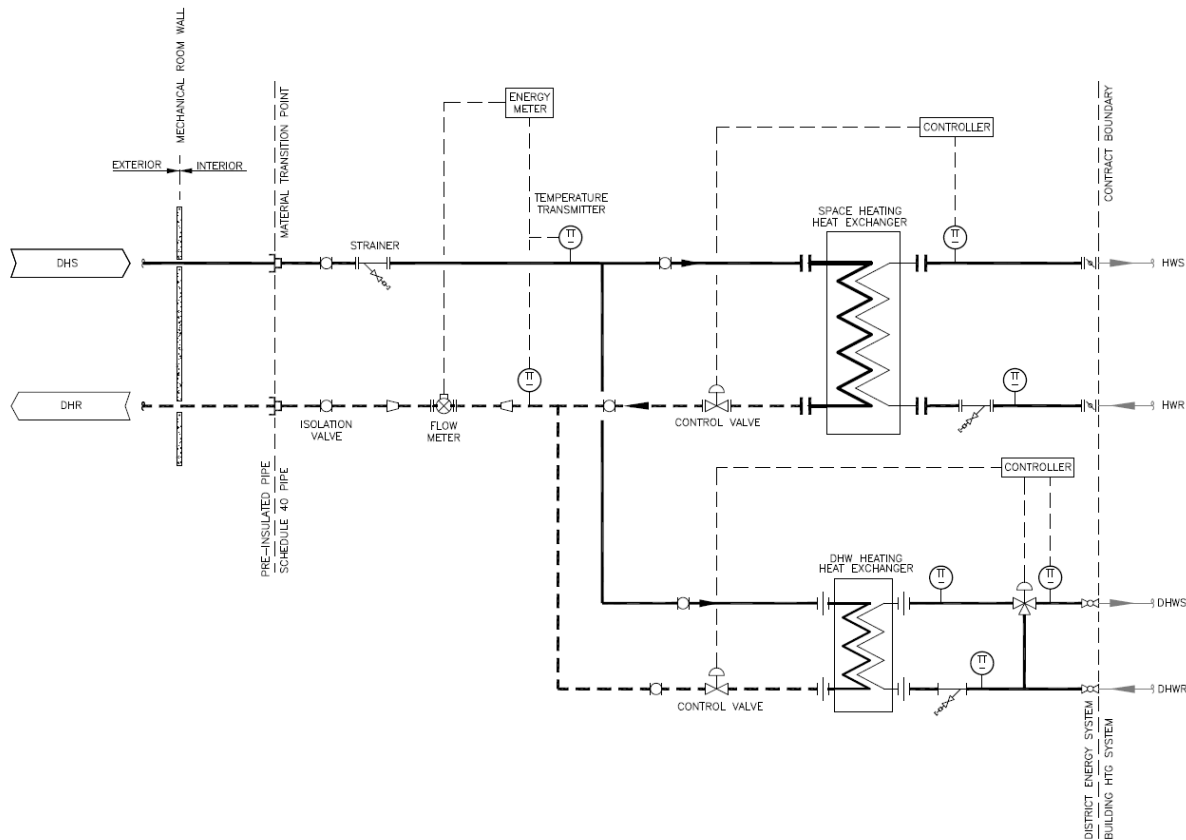 MECHANICAL ROOM WALL
EXTERIOR
INTERIOR
MATERIAL TRANSITION POINT
PRE-INSULATED PIPE
SCHEDULE 40 PIPE
DHS
DHR
STRAINER
ISOLATION
VALVE
FLOW
METER
ENERGY
METER
TEMPERATURE
TRANSMITTER
TT
TT
CONTROLLER
SPACE HEATING
HEAT EXCHANGER
CONTROL VALVE
TT
TT
CONTRACT BOUNDARY
HWS
HWR
CONTROLLER
DHW HEATING
HEAT EXCHANGER
CONTROL VALVE
TT
TT
TT
DHWS
DHWR
DISTRICT ENERGY SYSTEM
BUILDING HTG SYSTEM